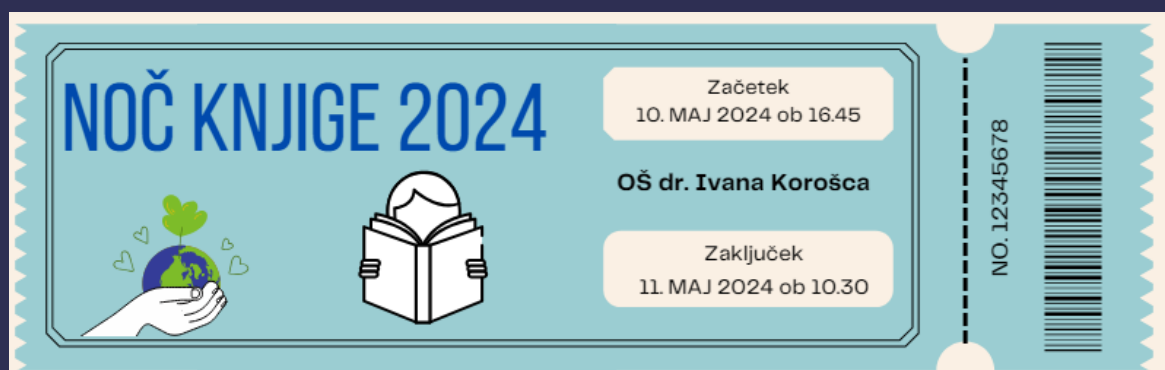 NOČ KNJIGE 2024
Začetek
10. MAJ 2024 ob 16.45
OŠ dr. Ivana Korošca
Zaključek
11. MAJ 2024 ob 10.30
NO. 12345678